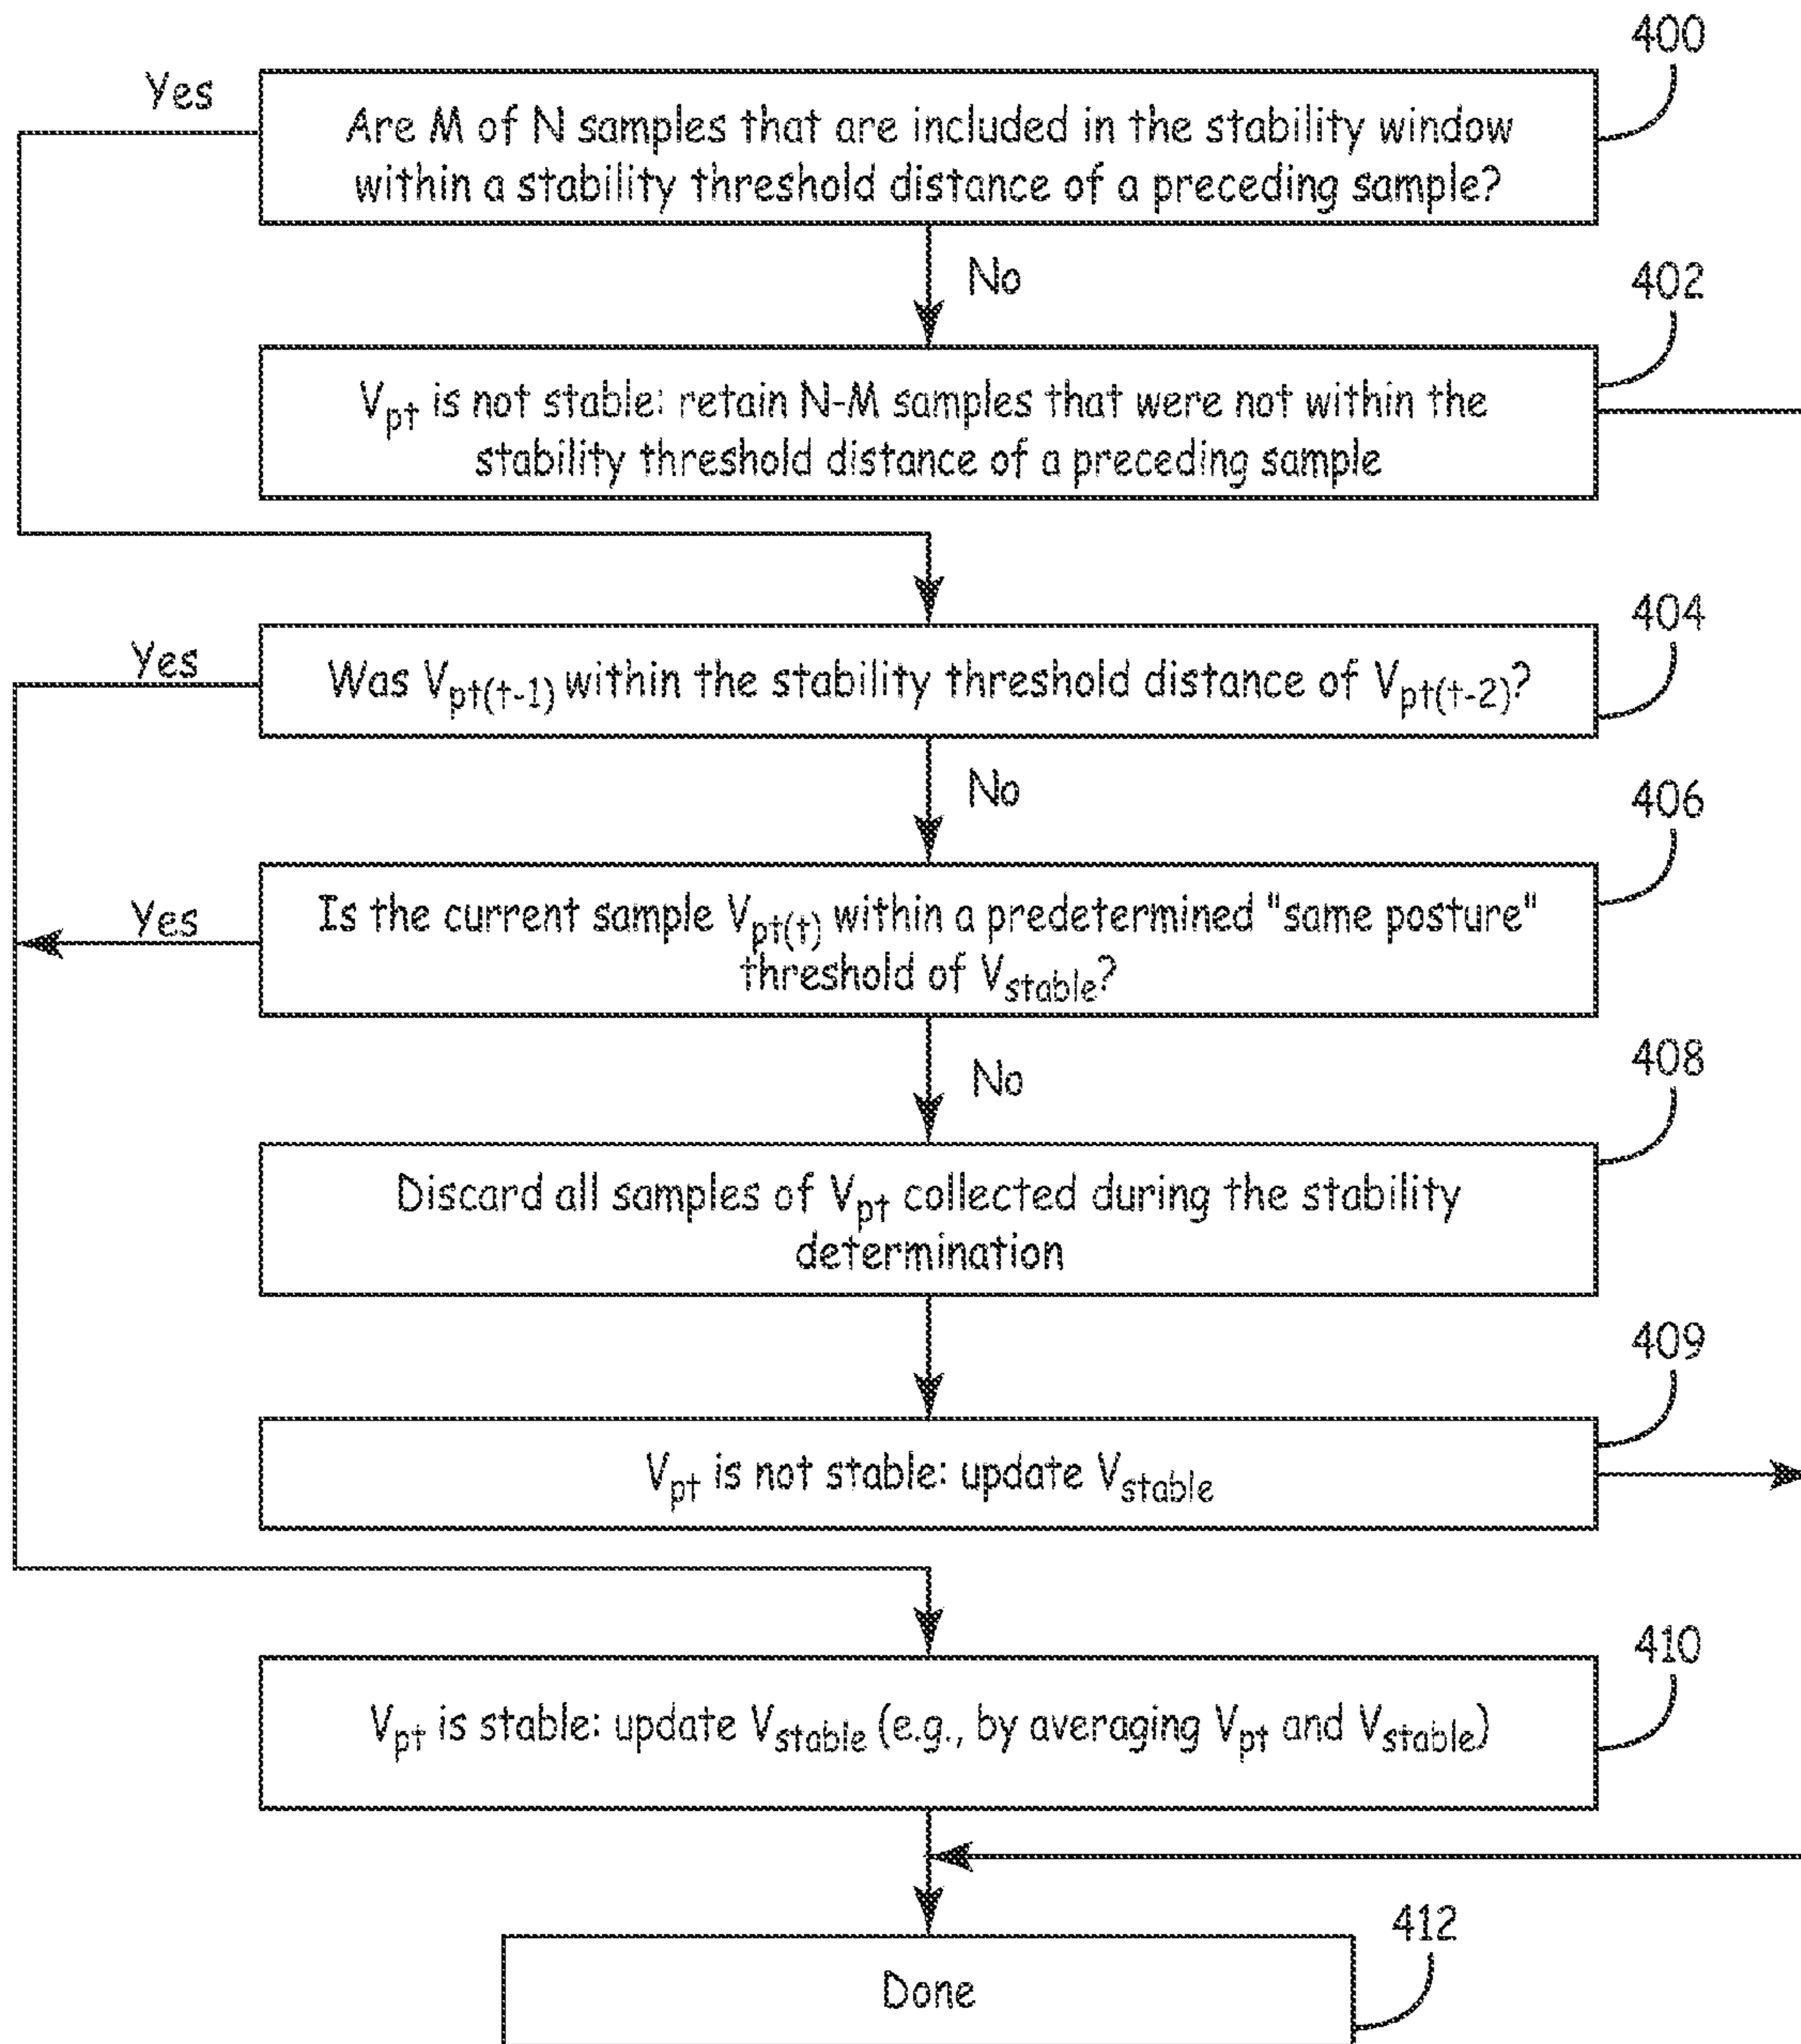 400
Yes
Are M of N samples that are included in the stability window
within a stability threshold distance of a preceding sample?
No
402
Vpt is not stable: retain N-M samples that were not within the
stability threshold distance of a preceding sample
404
Yes
Was Vpt(t-1) within the stability threshold distance of Vpt(t-2)?
No
406
Yes
Is the current sample Vpt(t) within a predetermined "same posture"
threshold of Vstable?
No
408
Discard all samples of Vpt collected during the stability
determination
409
Vpt is not stable: update Vstable
410
Vpt is stable: update Vstable (e.g., by averaging Vpt and Vstable)
412
Done